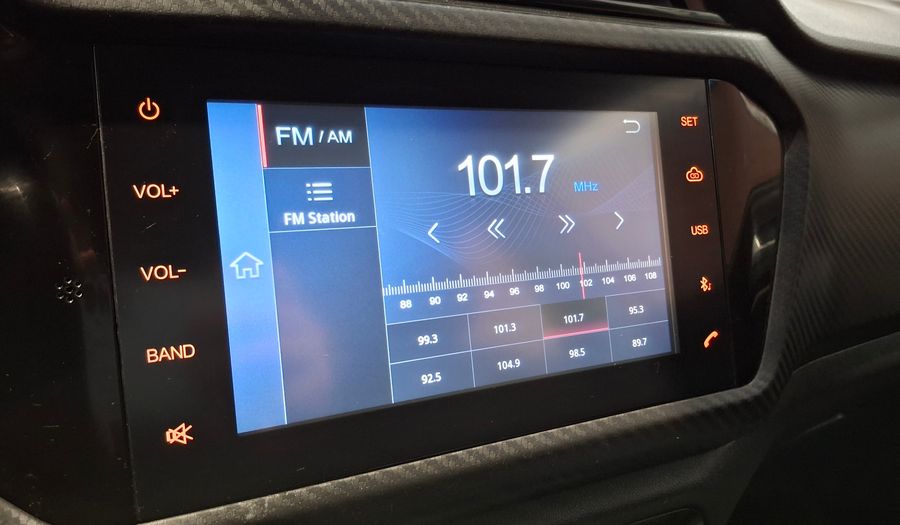 VOL+
VOL-
BAND
FM / AM
FM Station
101.7 MHz
88 90 92 94 96 98 100 102 104 106 108
99.3 101.3 101.7 95.3
92.5 104.9 98.5 89.7
SET
USB